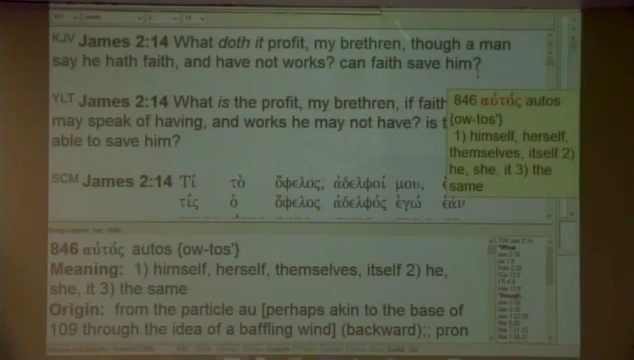 KJV James 2:14 What doth it profit, my brethren, though a man
say he hath faith, and have not works? can faith save him?
YLT James 2:14 What is the profit, my brethren, if faith
may speak of having, and works he may not have? is t
able to save him?
846 αὐτός autos
{ow-tos'}
1) himself, herself,
themselves, itself 2)
he, she, it 3) the
same
SCM James 2:14 Τί τὸ ὄφελος, ἀδελφοί μου,
τίς ὁ ὄφελος ἀδελφός ἐγώ ἐάν
846 αὐτός autos {ow-tos'}
Meaning: 1) himself, herself, themselves, itself 2) he,
she, it 3) the same
Origin: from the particle au [perhaps akin to the base of
109 through the idea of a baffling wind] (backward);; pron